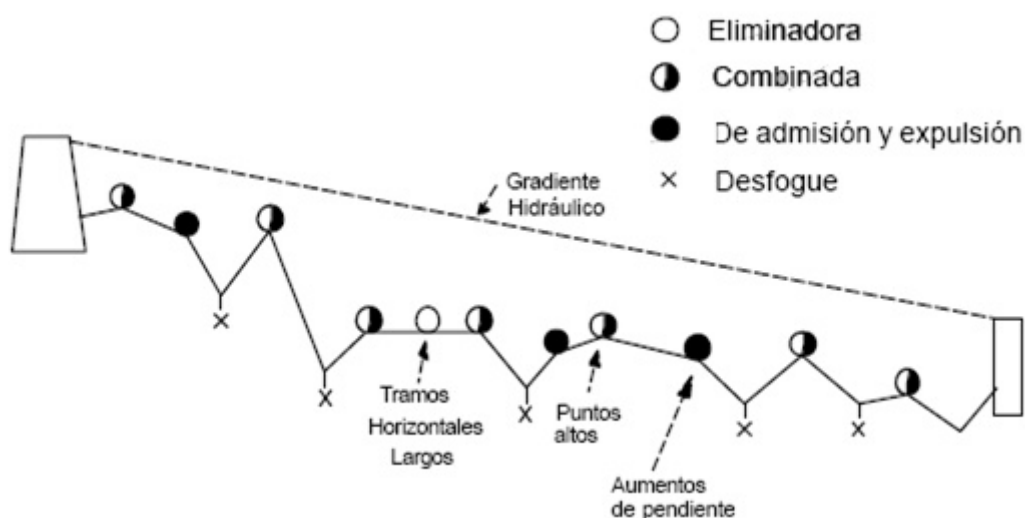 Eliminadora
Combinada
De admisión y expulsión
Desfogue
Gradiente
Hidráulico
Tramos
Horizontales
Largos
Puntos
altos
Aumentos
de pendiente